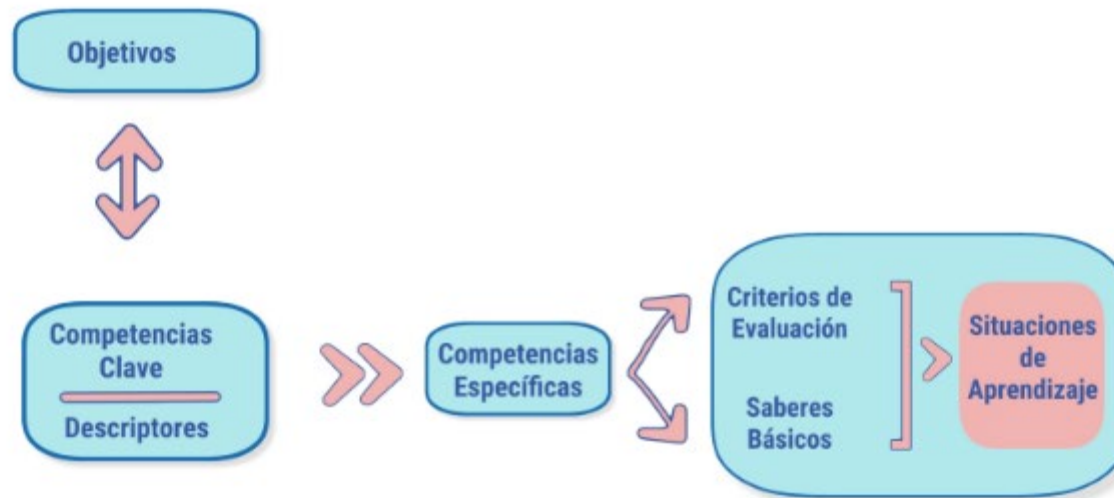 Objetivos
Competencias
Clave
Descriptores
Competencias
Específicas
Criterios de
Evaluación
Saberes
Básicos
Situaciones
de
Aprendizaje